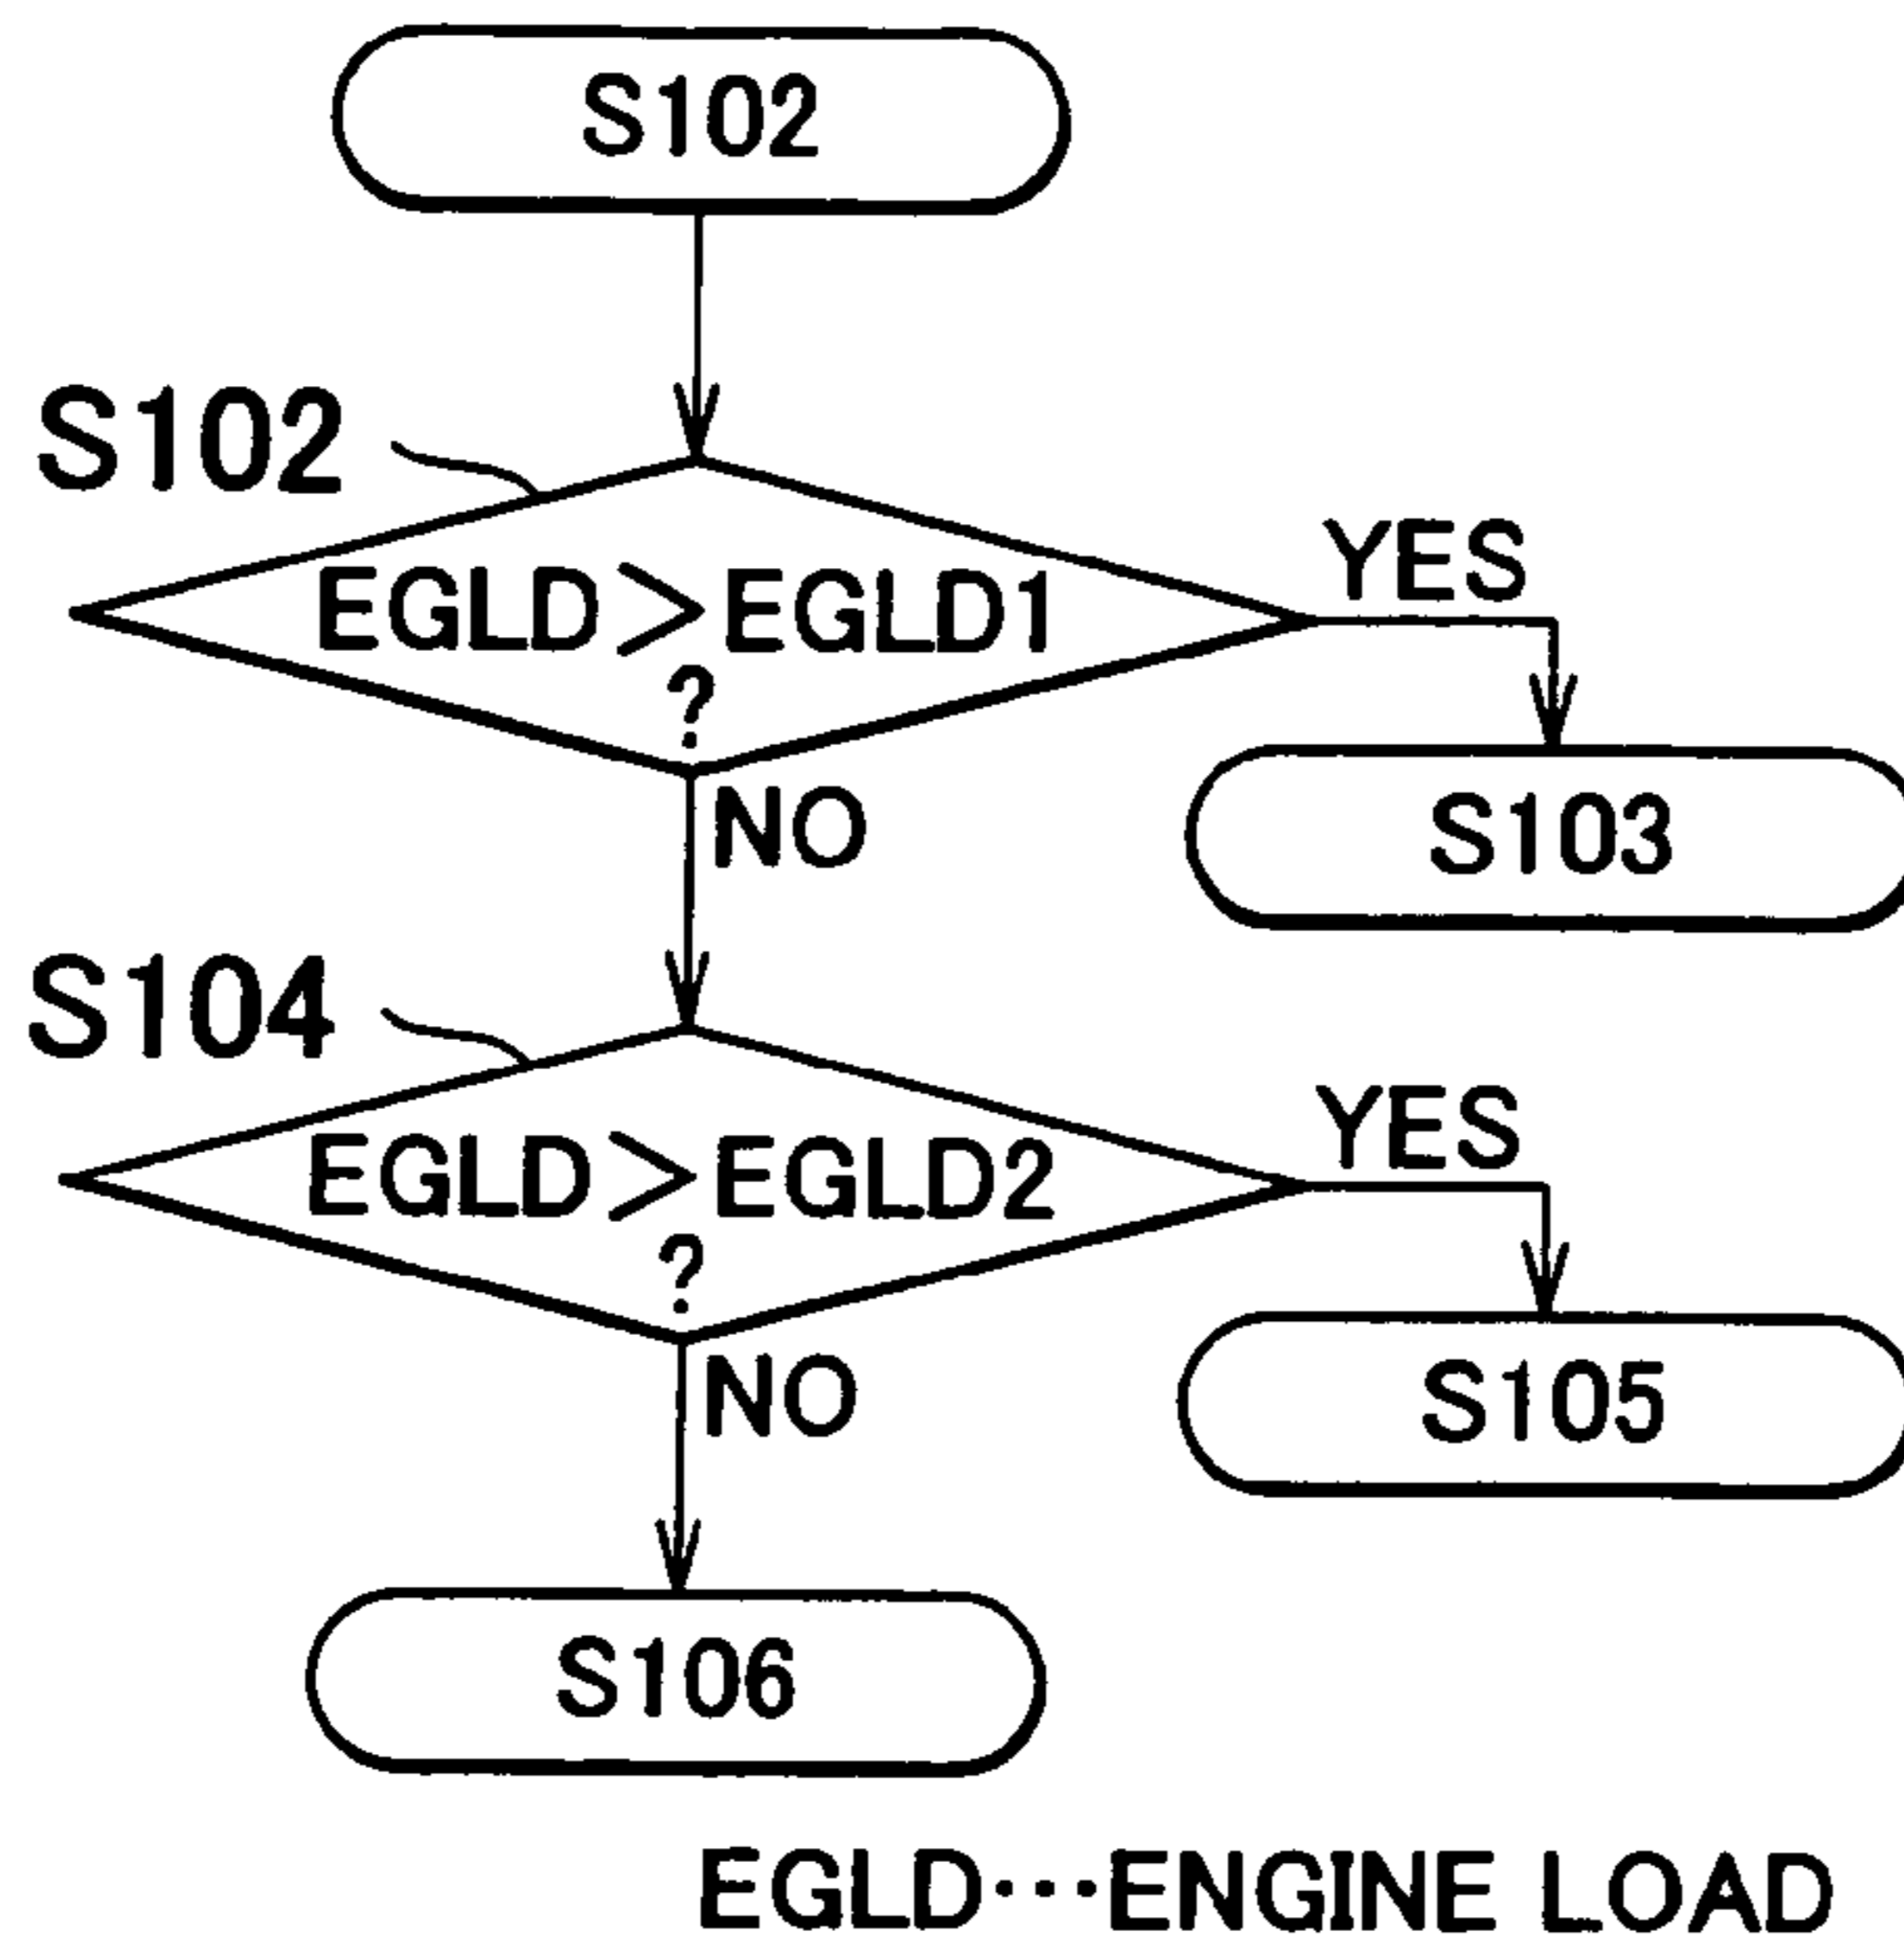 S102
S102
EGLD>EGLD1
?
YES
NO
S103
S104
EGLD>EGLD2
?
YES
NO
S105
S106
EGLD･･･ENGINE LOAD